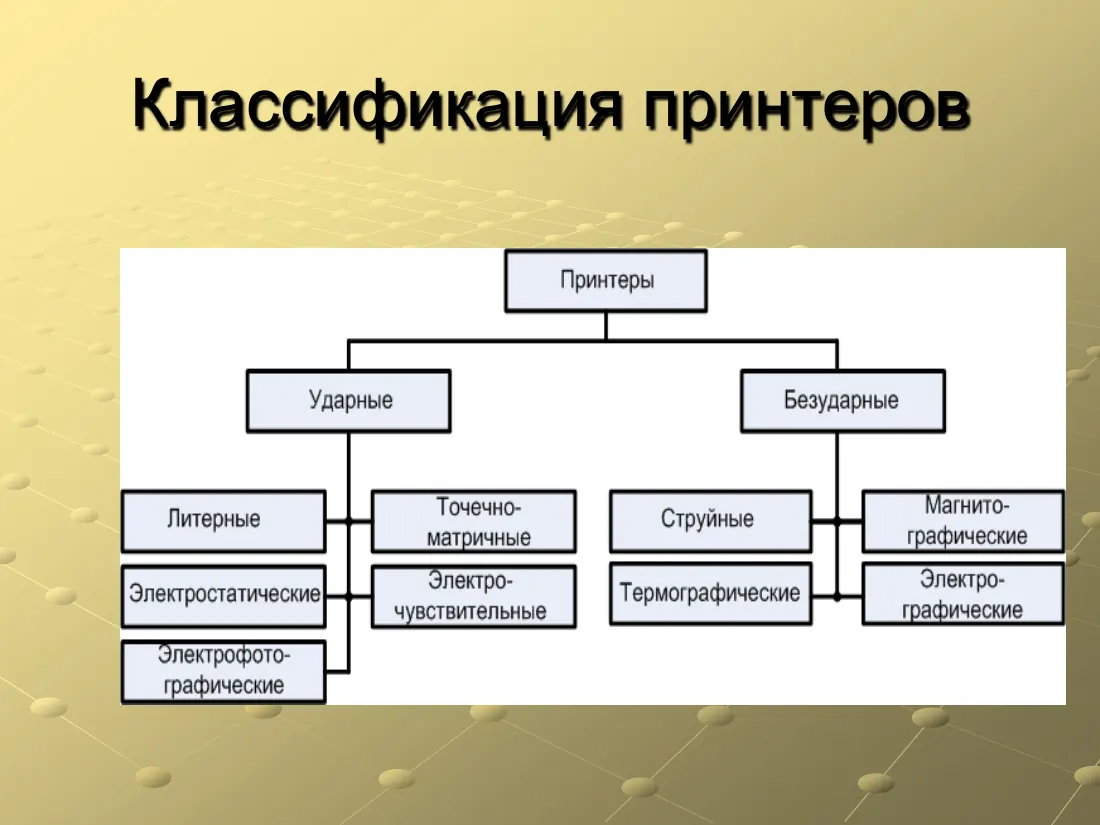 Классификация принтеров
Принтеры
Ударные
Безударные
Литерные
Точечно-
матричные
Струйные
Магнито-
графические
Электростатические
Электро-
чувствительные
Термографические
Электро-
графические
Электрофото-
графические